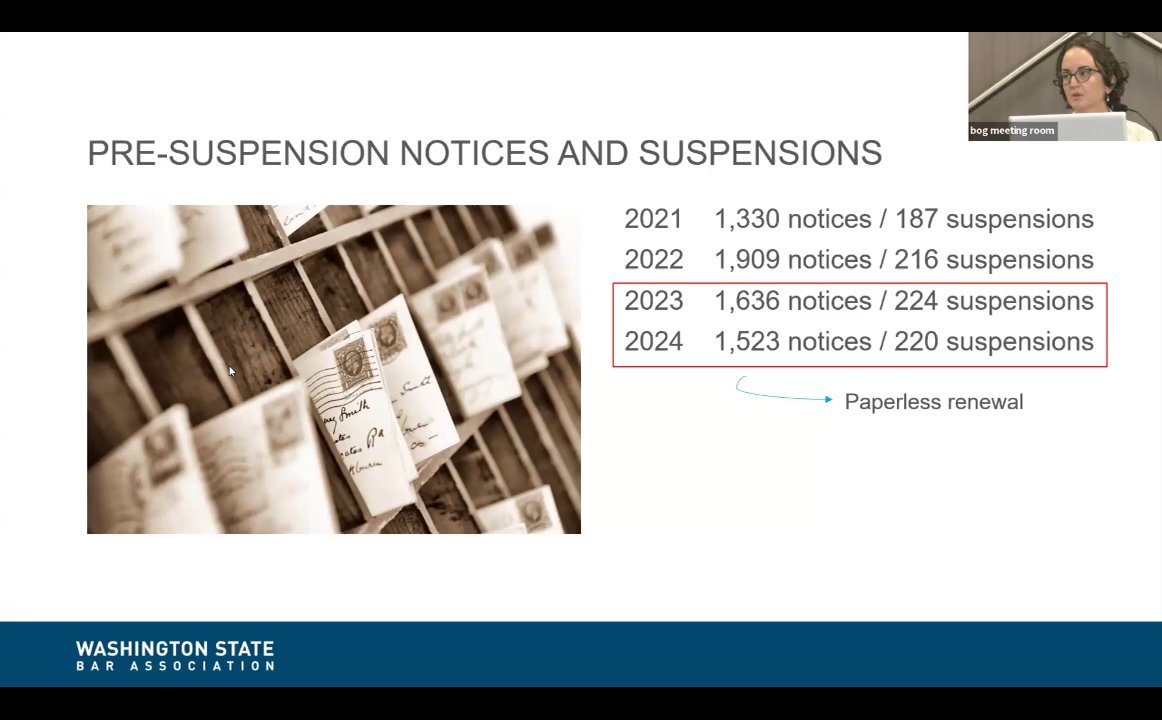 bog meeting room
PRE-SUSPENSION NOTICES AND SUSPENSIONS
2021 1,330 notices / 187 suspensions
2022 1,909 notices / 216 suspensions
2023 1,636 notices / 224 suspensions
2024 1,523 notices / 220 suspensions
Paperless renewal
Smith
WASHINGTON STATE
BAR ASSOCIATION